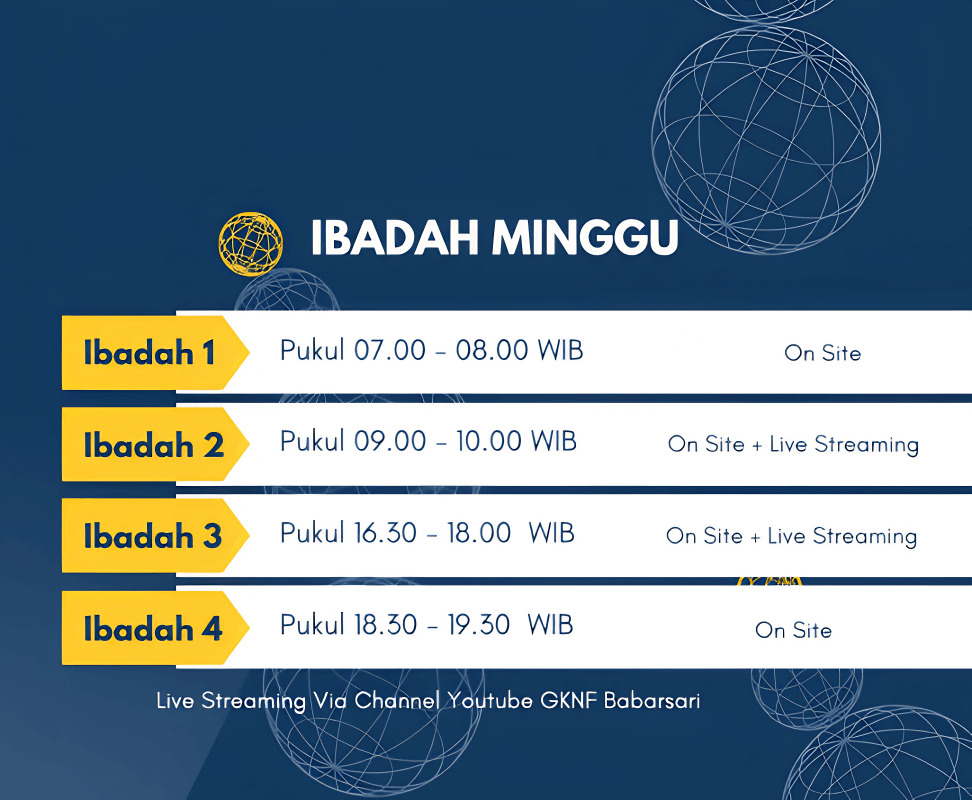 IBADAH MINGGU
Ibadah 1 Pukul 07.00 – 08.00 WIB On Site
Ibadah 2 Pukul 09.00 – 10.00 WIB On Site + Live Streaming
Ibadah 3 Pukul 16.30 – 18.00 WIB On Site + Live Streaming
Ibadah 4 Pukul 18.30 – 19.30 WIB On Site
Live Streaming Via Channel Youtube GKNF Babarsari